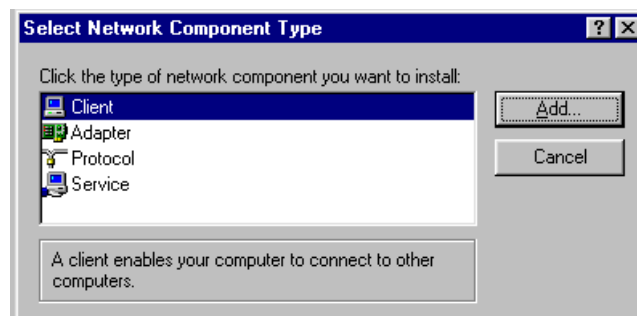 Select Network Component Type
Click the type of network component you want to install:
Client
Adapter
Protocol
Service
Add...
Cancel
A client enables your computer to connect to other
computers.